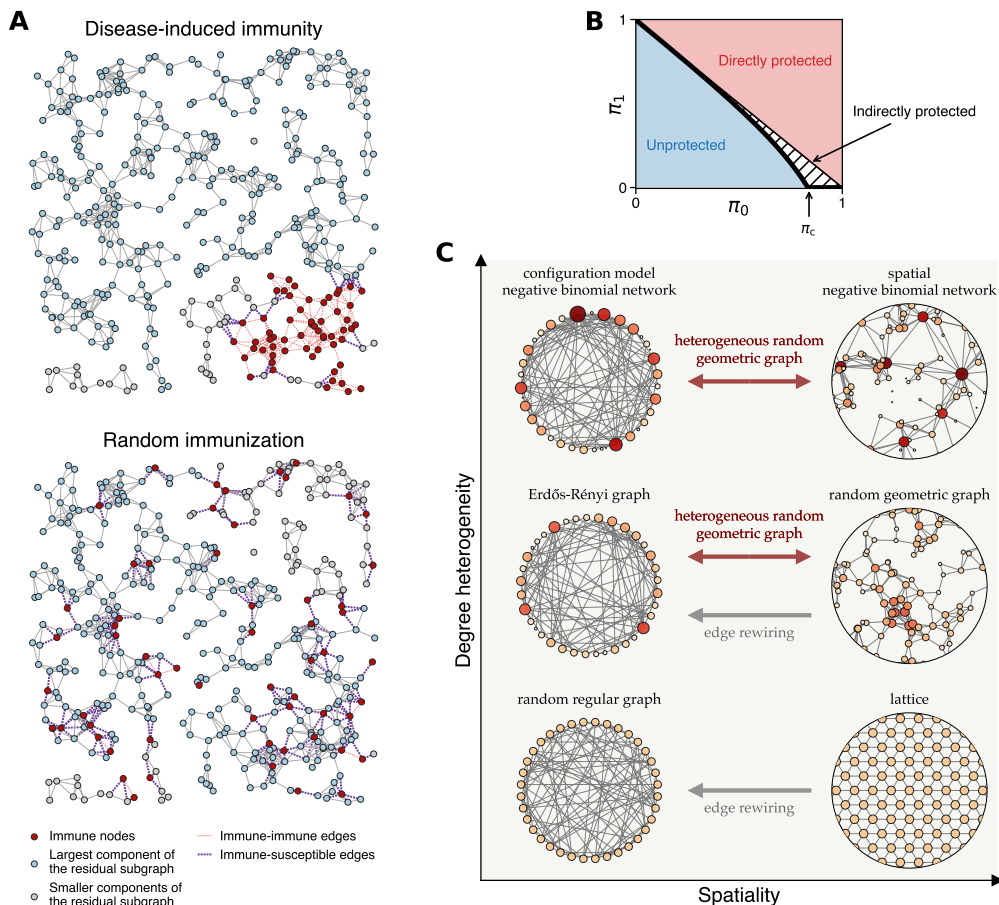 A
Disease-induced immunity
Random immunization
Immune nodes
Largest component of
the residual subgraph
Smaller components of
the residual subgraph
Immune-immune edges
Immune-susceptible edges
B
1
π₁
0
Directly protected
Unprotected
Indirectly protected
0
π₀
1
π_c
C
Degree heterogeneity
configuration model
negative binomial network
spatial
negative binomial network
heterogeneous random
geometric graph
Erdős-Rényi graph
random geometric graph
heterogeneous random
geometric graph
edge rewiring
random regular graph
lattice
edge rewiring
Spatiality